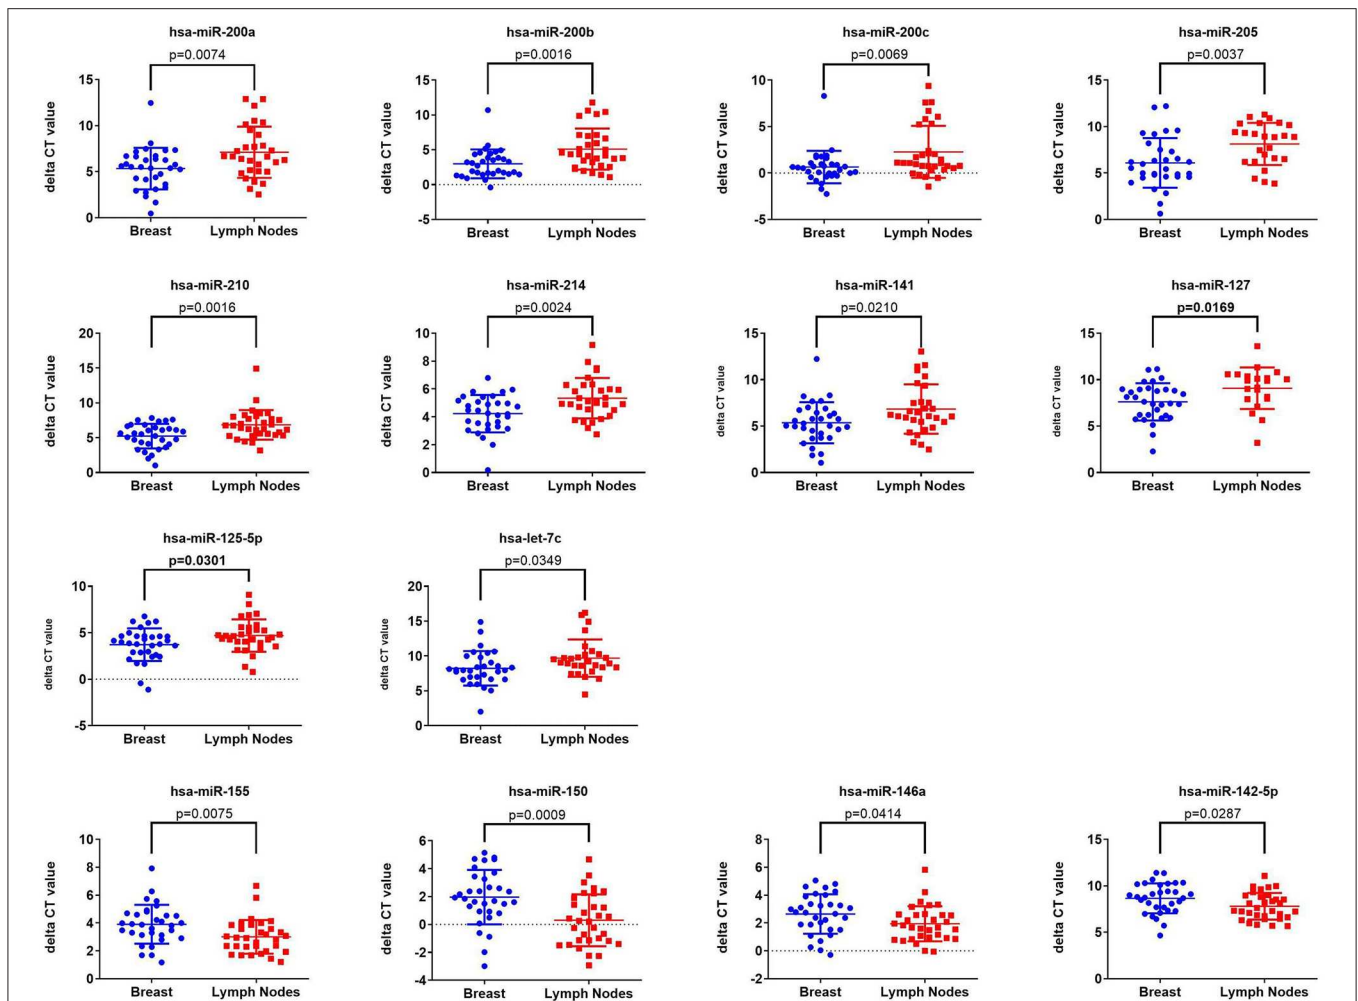 hsa-miR-200a
p=0.0074
delta CT value
15
10
5
0
Breast
Lymph Nodes
hsa-miR-200b
p=0.0016
delta CT value
15
10
5
0
-5
Breast
Lymph Nodes
hsa-miR-200c
p=0.0069
delta CT value
10
5
0
-5
Breast
Lymph Nodes
hsa-miR-205
p=0.0037
delta CT value
15
10
5
0
Breast
Lymph Nodes
hsa-miR-210
p=0.0016
delta CT value
20
15
10
5
0
Breast
Lymph Nodes
hsa-miR-214
p=0.0024
delta CT value
10
8
6
4
2
0
Breast
Lymph Nodes
hsa-miR-141
p=0.0210
delta CT value
15
10
5
0
Breast
Lymph Nodes
hsa-miR-127
p=0.0169
delta CT value
15
10
5
0
Breast
Lymph Nodes
hsa-miR-125-5p
p=0.0301
delta CT value
10
5
0
-5
Breast
Lymph Nodes
hsa-let-7c
p=0.0349
delta CT value
20
15
10
5
0
Breast
Lymph Nodes
hsa-miR-155
p=0.0075
delta CT value
10
8
6
4
2
0
Breast
Lymph Nodes
hsa-miR-150
p=0.0009
delta CT value
6
4
2
0
-2
-4
Breast
Lymph Nodes
hsa-miR-146a
p=0.0414
delta CT value
8
6
4
2
0
-2
Breast
Lymph Nodes
hsa-miR-142-5p
p=0.0287
delta CT value
15
10
5
0
Breast
Lymph Nodes